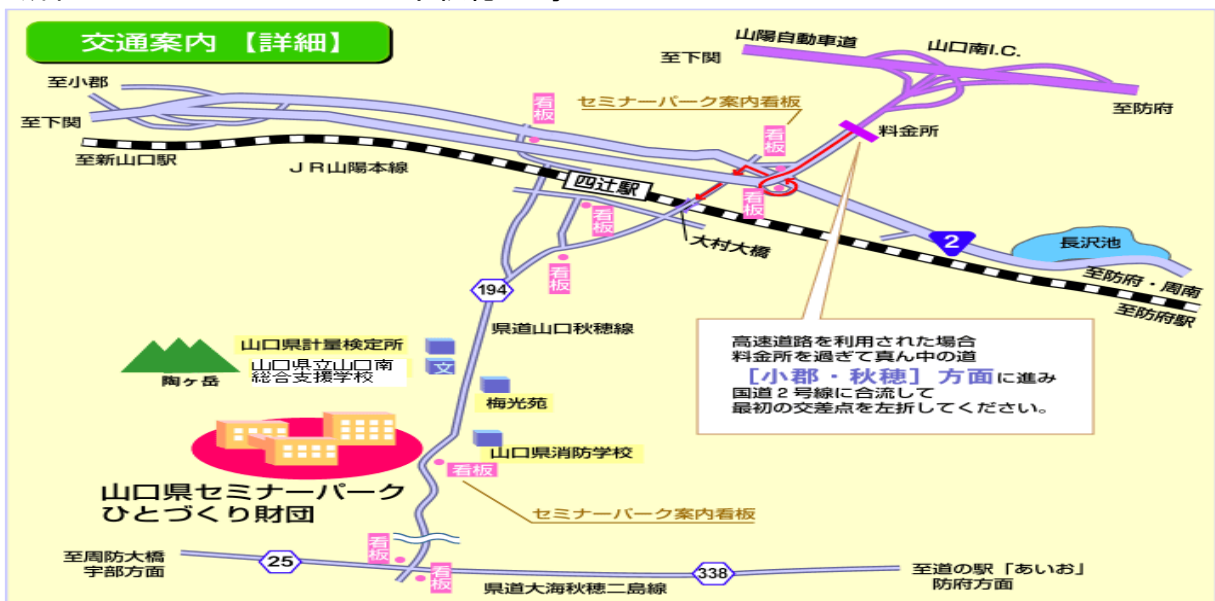 交通案内 【詳細】
山陽自動車道
山口南I.C.
至下関
至小郡
至下関
セミナーパーク案内看板
至防府
料金所
看板
看板
看板
至新山口駅
JR山陽本線
四辻駅
看板
看板
大村大橋
2
長沢池
至防府・周南
至防府駅
194
県道山口秋穂線
高速道路を利用された場合
料金所を過ぎて真ん中の道
［小郡・秋穂］方面に進み
国道２号線に合流して
最初の交差点を左折してください。
山口県計量検定所
山口県立山口南
総合支援学校
文
陶ヶ岳
梅光苑
山口県消防学校
看板
山口県セミナーパーク
ひとづくり財団
セミナーパーク案内看板
至周防大橋
宇部方面
看板
25
看板
県道大海秋穂二島線
338
至道の駅「あいお」
防府方面